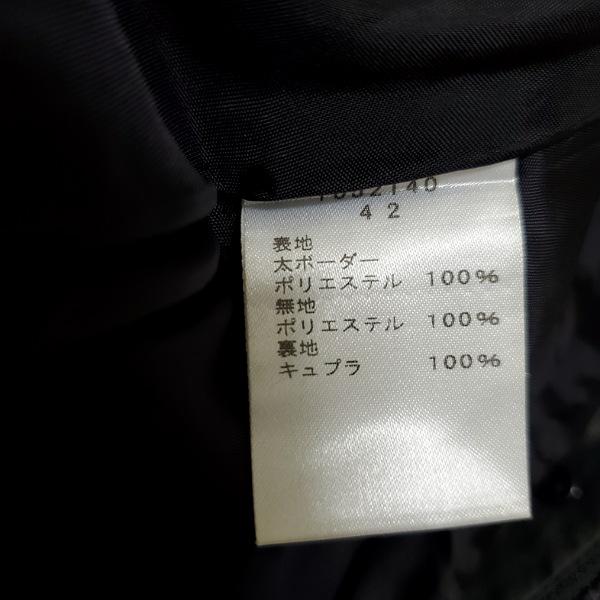 42
表地
太ボーダー
ポリエステル 100%
無地
ポリエステル 100%
裏地
キュプラ 100%